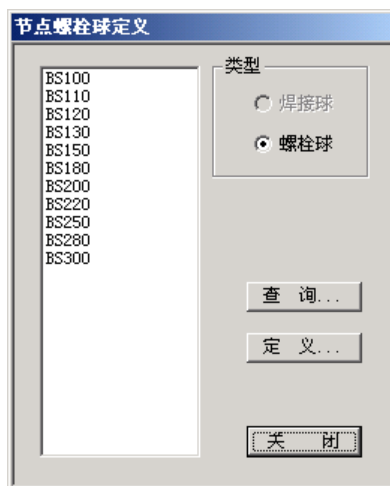 节点螺栓球定义
BS100
BS110
BS120
BS130
BS150
BS180
BS200
BS220
BS250
BS280
BS300
类型
焊接球
螺栓球
查 询...
定 义...
关 闭